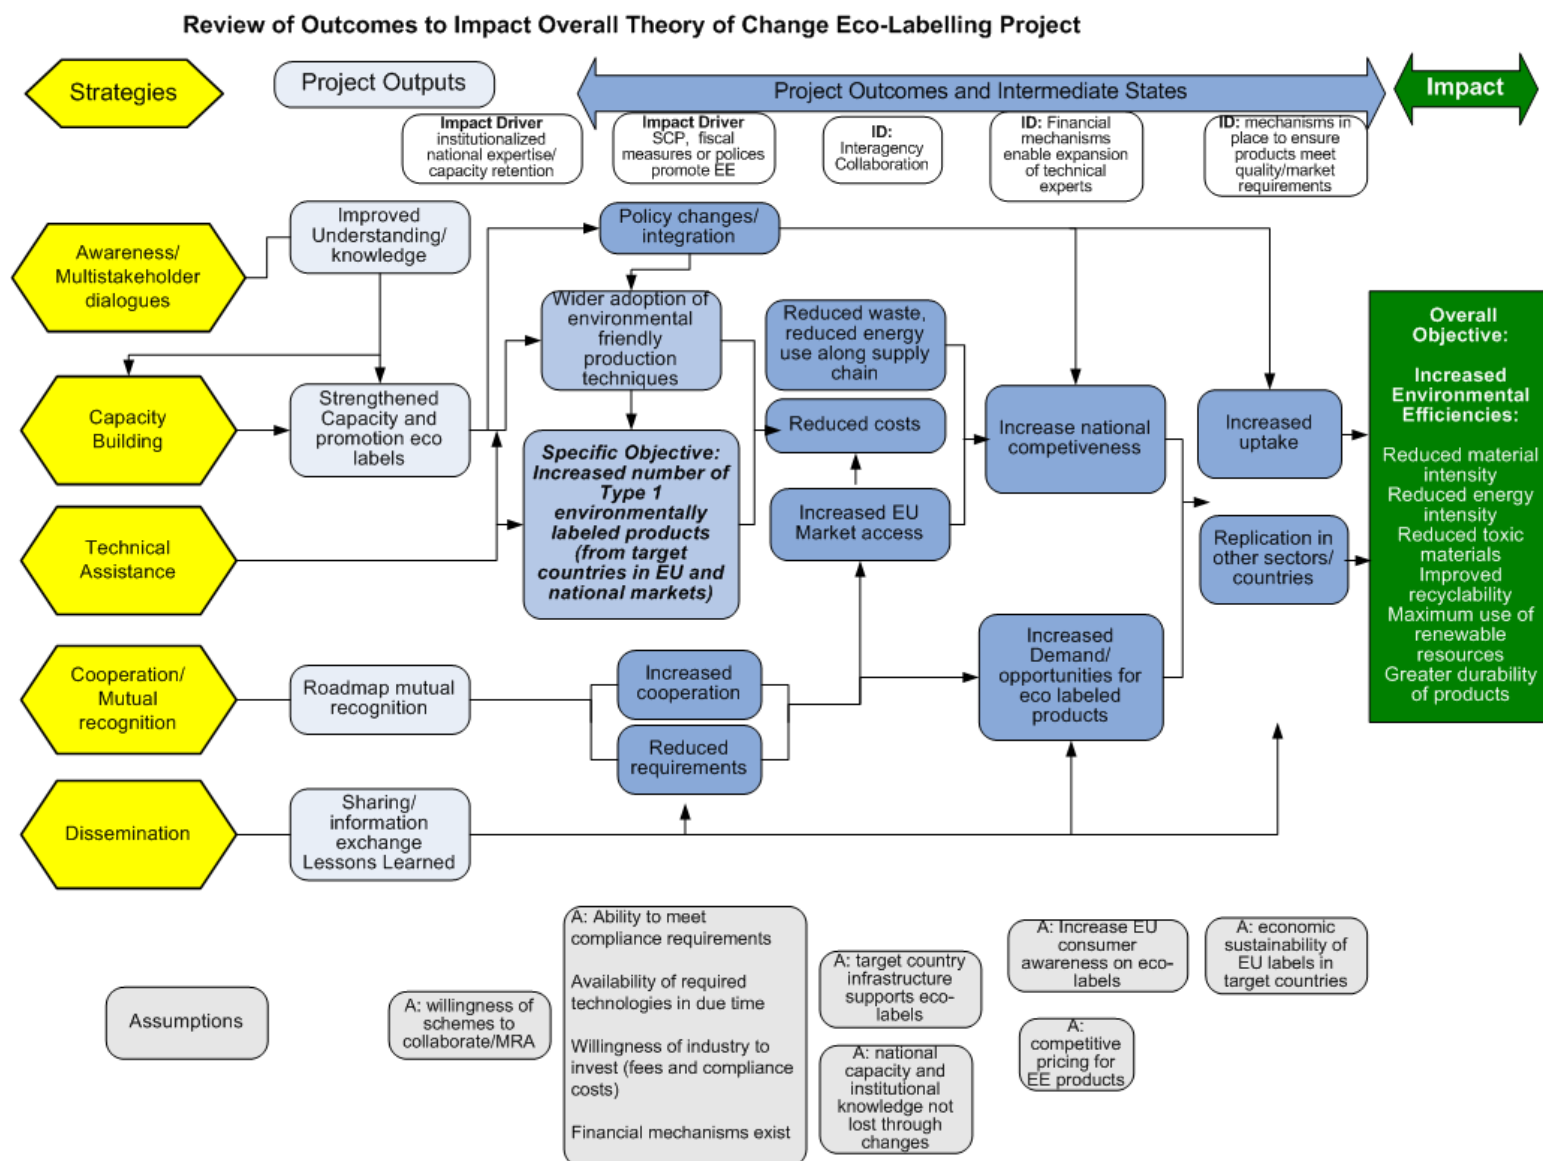 Review of Outcomes to Impact Overall Theory of Change Eco-Labelling Project
Strategies
Project Outputs
Project Outcomes and Intermediate States
Impact
Impact Driver
institutionalized
national expertise/
capacity retention
Impact Driver
SCP, fiscal
measures or polices
promote EE
ID:
Interagency
Collaboration
ID: Financial
mechanisms
enable expansion
of technical
experts
ID: mechanisms in
place to ensure
products meet
quality/market
requirements
Awareness/
Multistakeholder
dialogues
Improved
Understanding/
knowledge
Policy changes/
integration
Wider adoption of
environmental
friendly
production
techniques
Reduced waste,
reduced energy
use along supply
chain
Capacity
Building
Strengthened
Capacity and
promotion eco
labels
Specific Objective:
Increased number of
Type 1
environmentally
labeled products
(from target
countries in EU and
national markets)
Reduced costs
Increased EU
Market access
Increase national
competiveness
Increased
uptake
Replication in
other sectors/
countries
Overall
Objective:
Increased
Environmental
Efficiencies:
Reduced material
intensity
Reduced energy
intensity
Reduced toxic
materials
Improved
recyclability
Maximum use of
renewable
resources
Greater durability
of products
Technical
Assistance
Cooperation/
Mutual
recognition
Roadmap mutual
recognition
Increased
cooperation
Reduced
requirements
Increased
Demand/
opportunities for
eco labeled
products
Dissemination
Sharing/
information
exchange
Lessons Learned
Assumptions
A: willingness of
schemes to
collaborate/MRA
A: Ability to meet
compliance requirements
Availability of required
technologies in due time
Willingness of industry to
invest (fees and compliance
costs)
Financial mechanisms exist
A: target country
infrastructure
supports eco-
labels
A: national
capacity and
institutional
knowledge not
lost through
changes
A: Increase EU
consumer
awareness on eco-
labels
A:
competitive
pricing for
EE products
A: economic
sustainability of
EU labels in
target countries